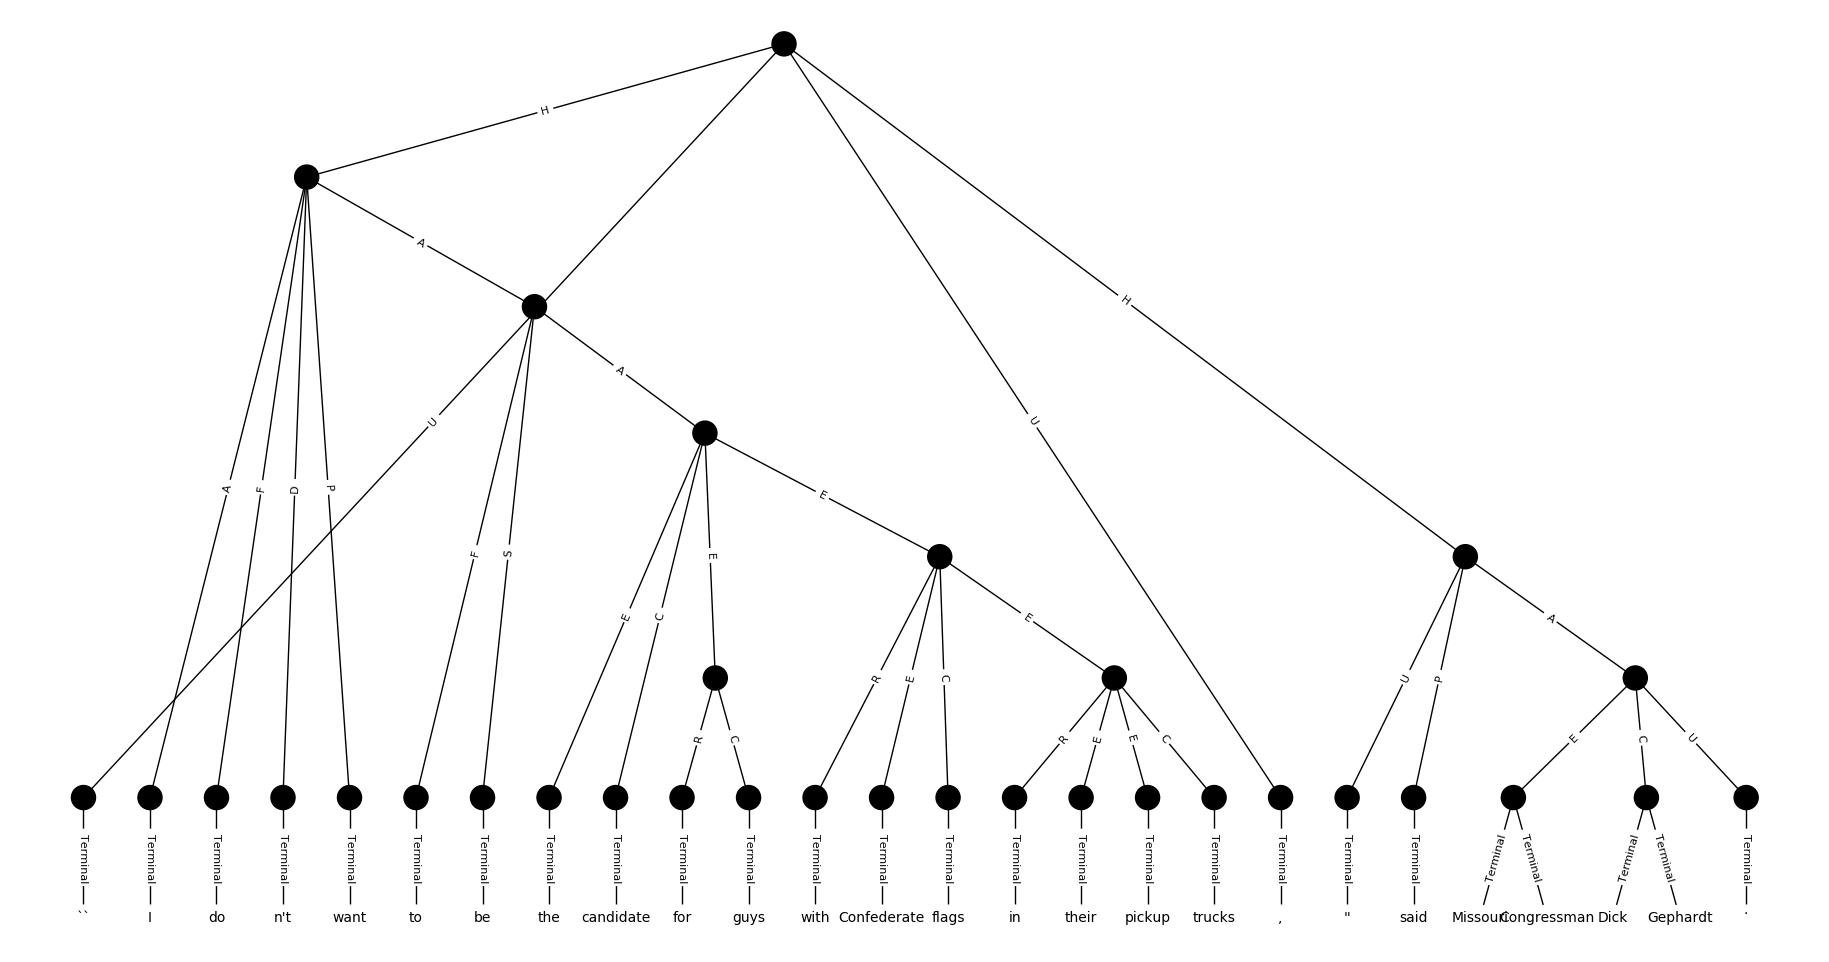 H
A
H
A
U
U
A F D P
E
F S
E
E C
E
A
R E C
U P
R C
R E E C
E C U
Terminal Terminal Terminal Terminal Terminal Terminal Terminal Terminal Terminal Terminal Terminal Terminal Terminal Terminal Terminal Terminal Terminal Terminal Terminal Terminal Terminal Terminal Terminal Terminal Terminal Terminal
`` I do n't want to be the candidate for guys with Confederate flags in their pickup trucks , " said Missouri Congressman Dick Gephardt .